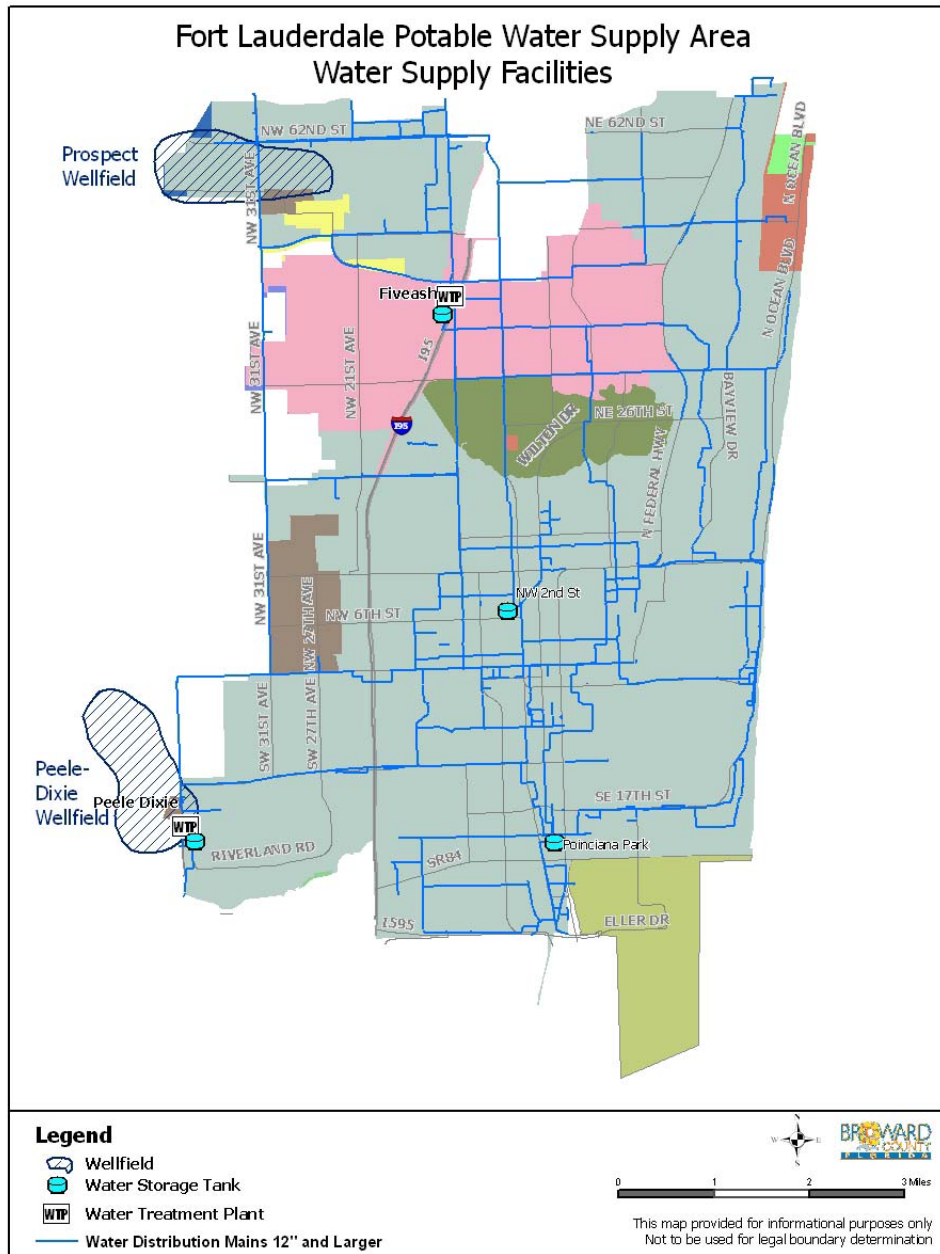 Fort Lauderdale Potable Water Supply Area
Water Supply Facilities
NW 62ND ST
NE 62ND ST
N OCEAN BLVD
Prospect
Wellfield
NW 31ST AVE
N OCEAN BLVD
Fiveash
WTP
I95
NW 31ST AVE
NW 21ST AVE
195
BAYVIEW DR
NE 26TH ST
WILTEN DR
N FEDERAL HWY
NW 31ST AVE
NW 27TH AVE
NW 2nd St
NW 6TH ST
SW 31ST AVE
SW 27TH AVE
Peele-
Dixie
Wellfield
Peele Dixie
WTP
SE 17TH ST
RIVERLAND RD
SR84
Poinciana Park
I595
ELLER DR
Legend
Wellfield
Water Storage Tank
WTP Water Treatment Plant
Water Distribution Mains 12" and Larger
N
W E
S
BROWARD
COUNTY
FLORIDA
0 1 2 3 Miles
This map provided for informational purposes only
Not to be used for legal boundary determination